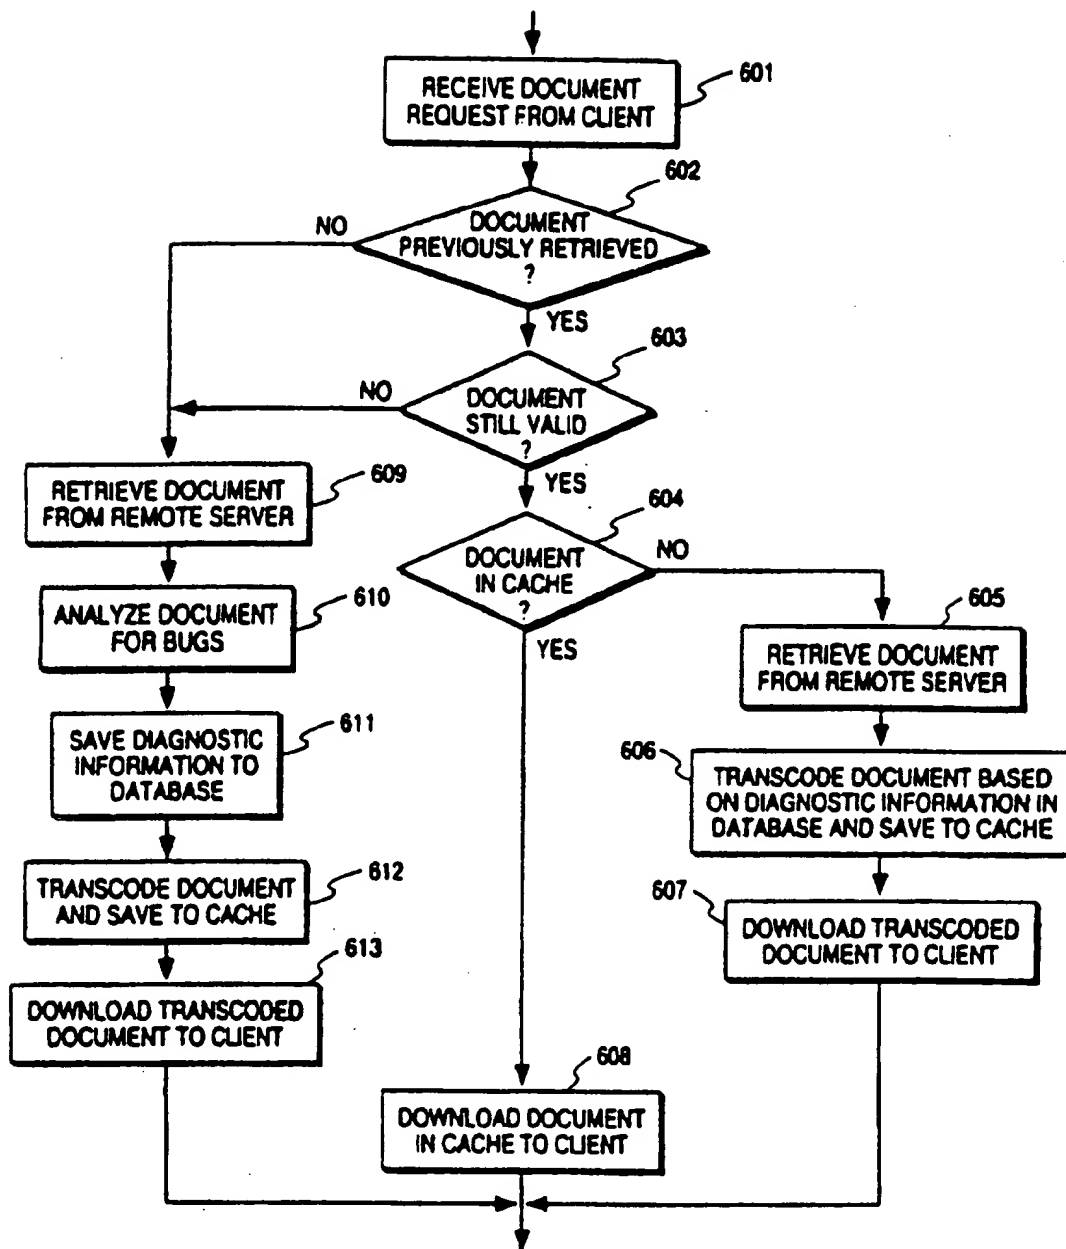 RECEIVE DOCUMENT
REQUEST FROM CLIENT
601
602
DOCUMENT
PREVIOUSLY RETRIEVED
?
NO
YES
603
DOCUMENT
STILL VALID
?
NO
YES
604
DOCUMENT
IN CACHE
?
NO
YES
609
RETRIEVE DOCUMENT
FROM REMOTE SERVER
610
ANALYZE DOCUMENT
FOR BUGS
611
SAVE DIAGNOSTIC
INFORMATION TO
DATABASE
612
TRANSCODE DOCUMENT
AND SAVE TO CACHE
613
DOWNLOAD TRANSCODED
DOCUMENT TO CLIENT
605
RETRIEVE DOCUMENT
FROM REMOTE SERVER
606
TRANSCODE DOCUMENT BASED
ON DIAGNOSTIC INFORMATION IN
DATABASE AND SAVE TO CACHE
607
DOWNLOAD TRANSCODED
DOCUMENT TO CLIENT
608
DOWNLOAD DOCUMENT
IN CACHE TO CLIENT